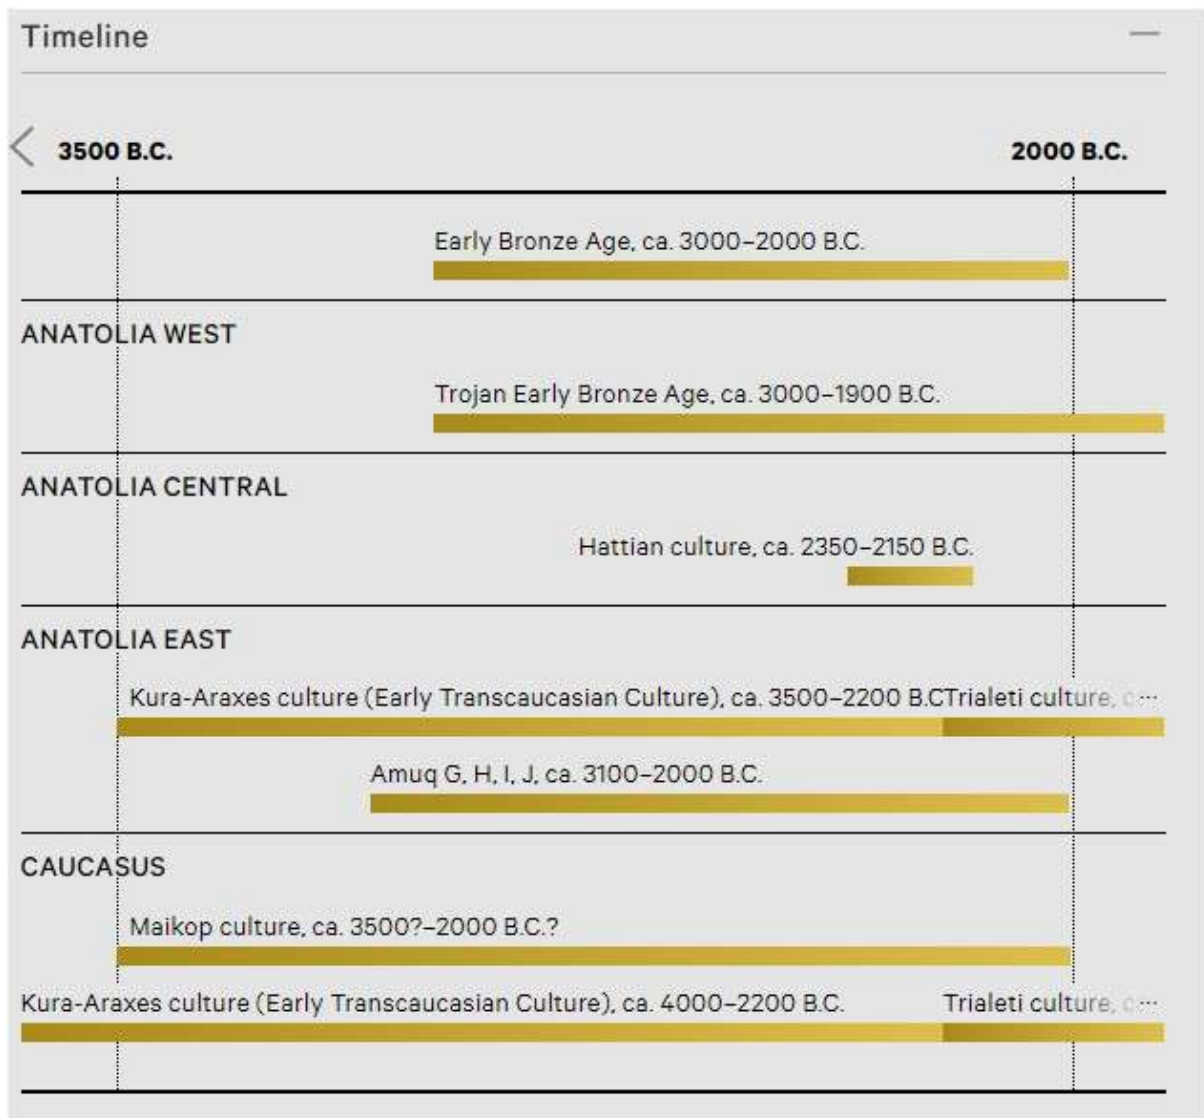 Timeline
3500 B.C. 2000 B.C.
Early Bronze Age, ca. 3000–2000 B.C.
ANATOLIA WEST
Trojan Early Bronze Age, ca. 3000–1900 B.C.
ANATOLIA CENTRAL
Hattian culture, ca. 2350–2150 B.C.
ANATOLIA EAST
Kura-Araxes culture (Early Transcaucasian Culture), ca. 3500–2200 B.C Trialeti culture, ...
Amuq G, H, I, J, ca. 3100–2000 B.C.
CAUCASUS
Maikop culture, ca. 3500?–2000 B.C.?
Kura-Araxes culture (Early Transcaucasian Culture), ca. 4000–2200 B.C. Trialeti culture, ...